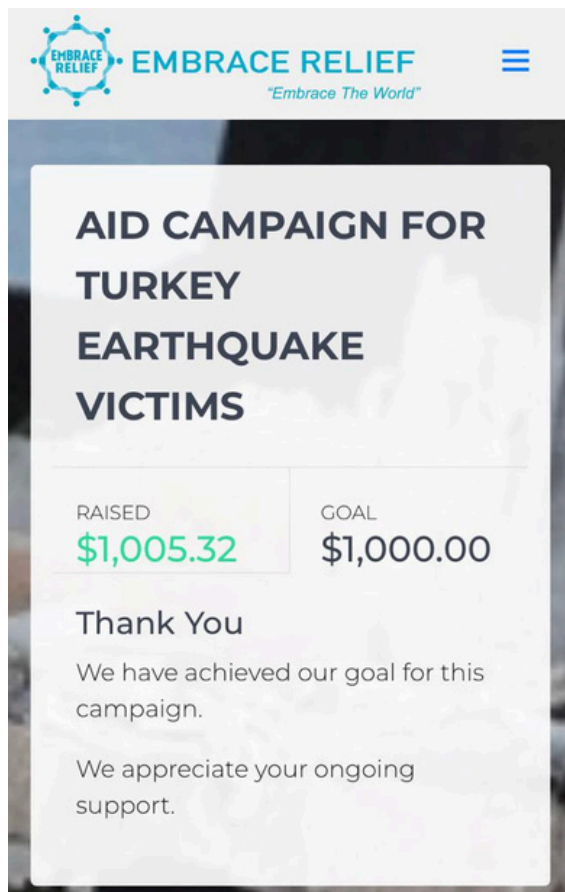 EMBRACE
RELIEF
EMBRACE RELIEF
“Embrace The World”
AID CAMPAIGN FOR
TURKEY
EARTHQUAKE
VICTIMS
RAISED
$1,005.32
GOAL
$1,000.00
Thank You
We have achieved our goal for this
campaign.
We appreciate your ongoing
support.